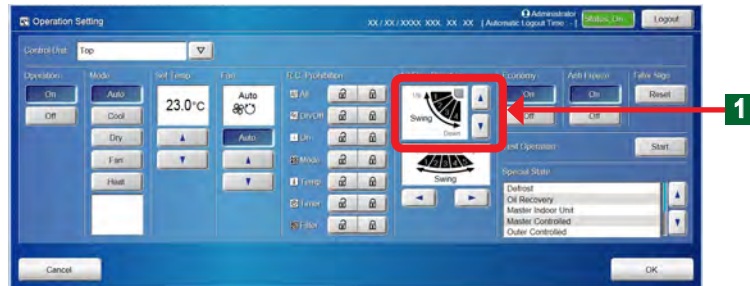 Operation Setting
XX / XX / XXXX XXX XX : XX [ Automatic Logout Time : - ]
Administrator
Status: On
Logout
Control Unit: Top
Operation
On
Off
Mode
Auto
Cool
Dry
Fan
Heat
Set Temp.
23.0°C
Fan
Auto
Auto
R.C. Prohibition
All
On/Off
On
Mode
Temp
Timer
Filter
Up
Swing
Down
Swing
Economy
On
Off
Anti Freeze
On
Off
Filter Sign
Reset
Start
Special State
Defrost
Oil Recovery
Master Indoor Unit
Master Controlled
Outer Controlled
Cancel
OK
1